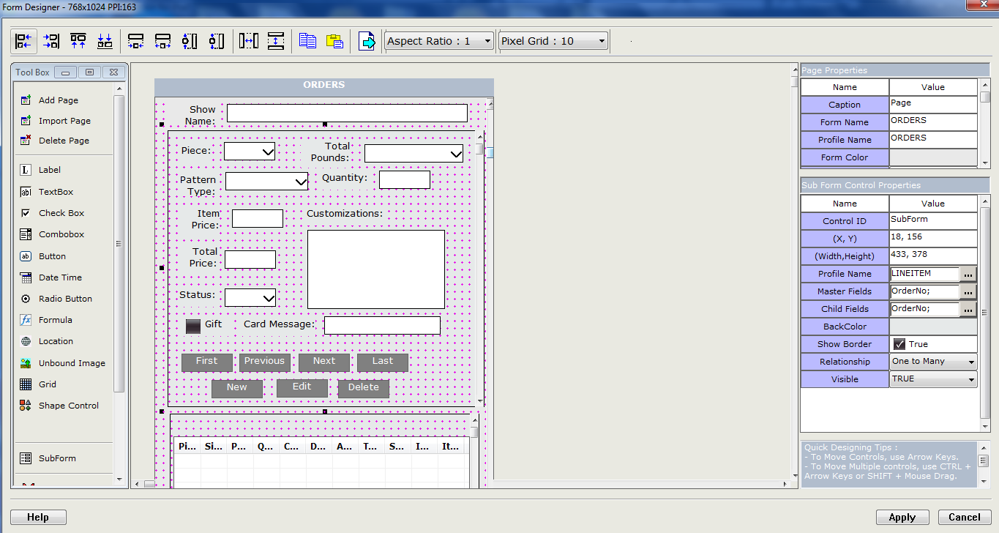 Form Designer - 768x1024 PPI:163
Aspect Ratio : 1
Pixel Grid : 10
Tool Box
Add Page
Import Page
Delete Page
Label
TextBox
Check Box
Combobox
Button
Date Time
Radio Button
Formula
Location
Unbound Image
Grid
Shape Control
SubForm
ORDERS
Show
Name:
Piece:
Total
Pounds:
Pattern
Type:
Quantity:
Item
Price:
Customizations:
Total
Price:
Status:
Gift
Card Message:
First Previous Next Last
New Edit Delete
Pi... Si... P... Q... C... D... A... T... S... I... It...
Page Properties
Name Value
Caption Page
Form Name ORDERS
Profile Name ORDERS
Form Color
Sub Form Control Properties
Name Value
Control ID SubForm
(X, Y) 18, 156
(Width,Height) 433, 378
Profile Name LINEITEM ...
Master Fields OrderNo; ...
Child Fields OrderNo; ...
BackColor
Show Border True
Relationship One to Many
Visible TRUE
Quick Designing Tips :
- To Move Controls, use Arrow Keys.
- To Move Multiple controls, use CTRL +
Arrow Keys or SHIFT + Mouse Drag.
Help
Apply
Cancel